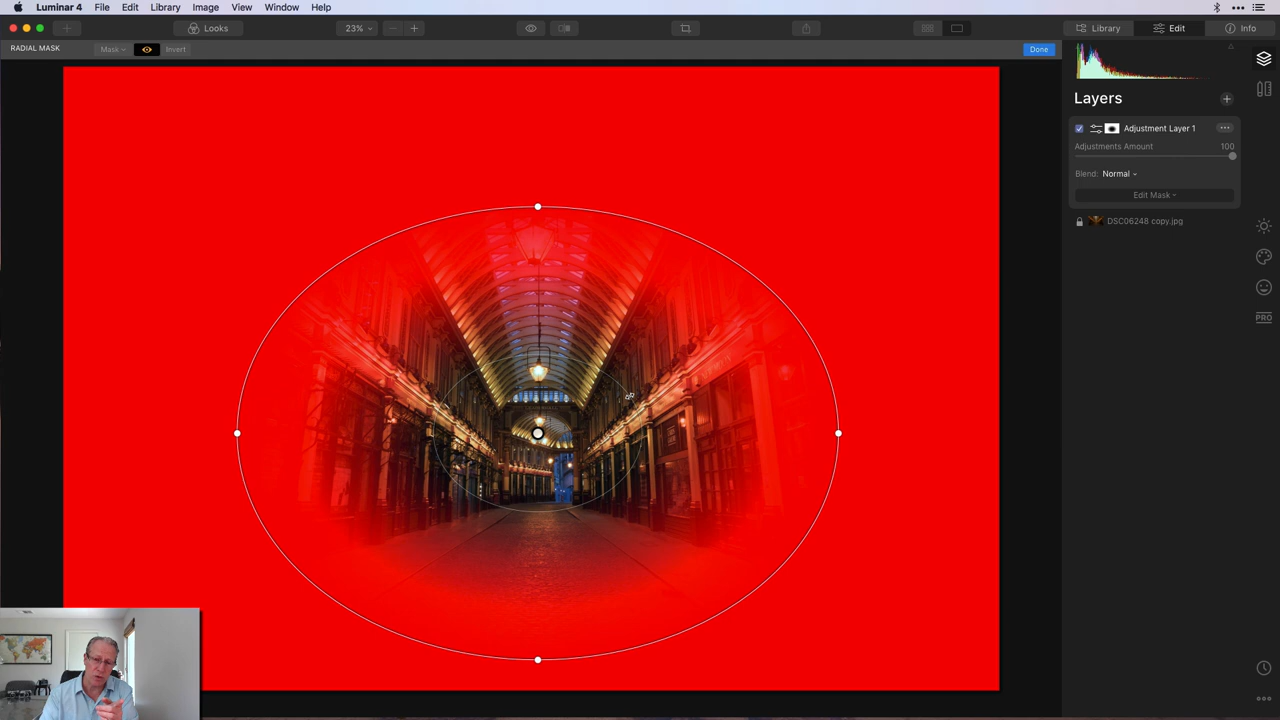 Luminar 4 File Edit Library Image View Window Help
Looks 23% Library Edit Info
RADIAL MASK Mask Invert Done
Layers
Adjustment Layer 1
Adjustments Amount 100
Blend: Normal
Edit Mask
DSC06248 copy.jpg
PRO